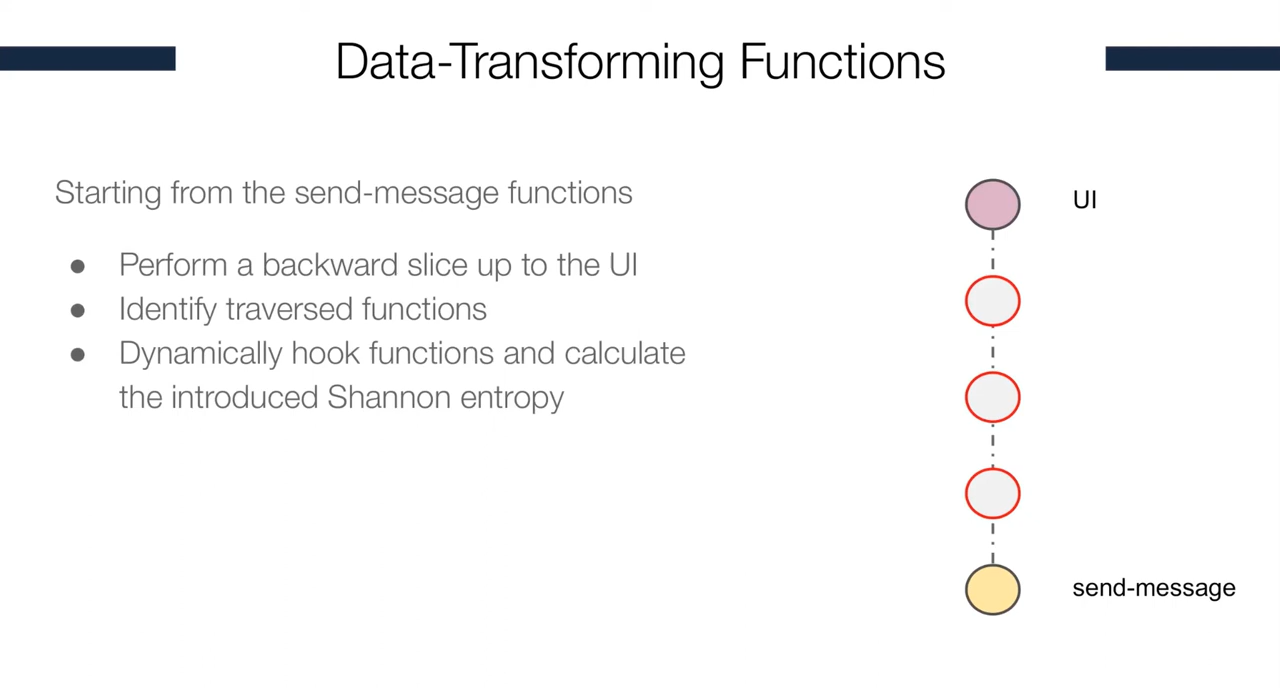 Data-Transforming Functions
Starting from the send-message functions
● Perform a backward slice up to the UI
● Identify traversed functions
● Dynamically hook functions and calculate
the introduced Shannon entropy
UI
send-message